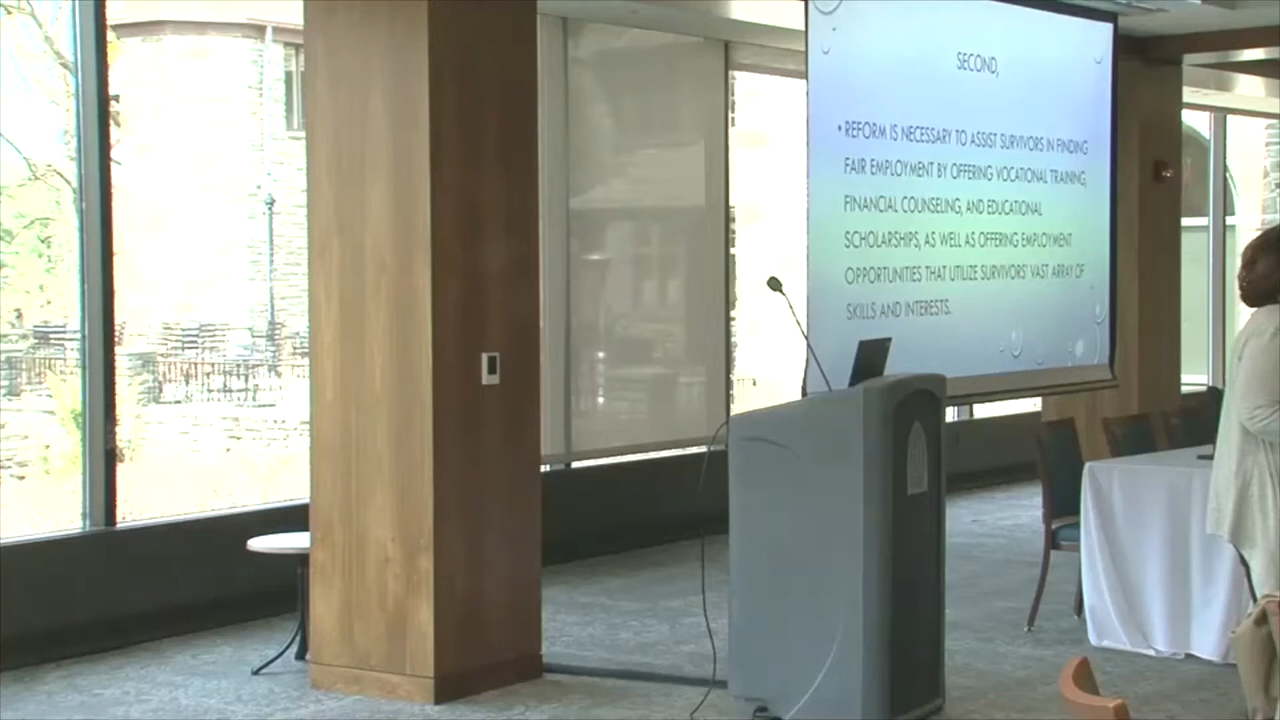 SECOND,
• REFORM IS NECESSARY TO ASSIST SURVIVORS IN FINDING
FAIR EMPLOYMENT BY OFFERING VOCATIONAL TRAINING,
FINANCIAL COUNSELING, AND EDUCATIONAL
SCHOLARSHIPS, AS WELL AS OFFERING EMPLOYMENT
OPPORTUNITIES THAT UTILIZE SURVIVORS' VAST ARRAY OF
SKILLS AND INTERESTS.